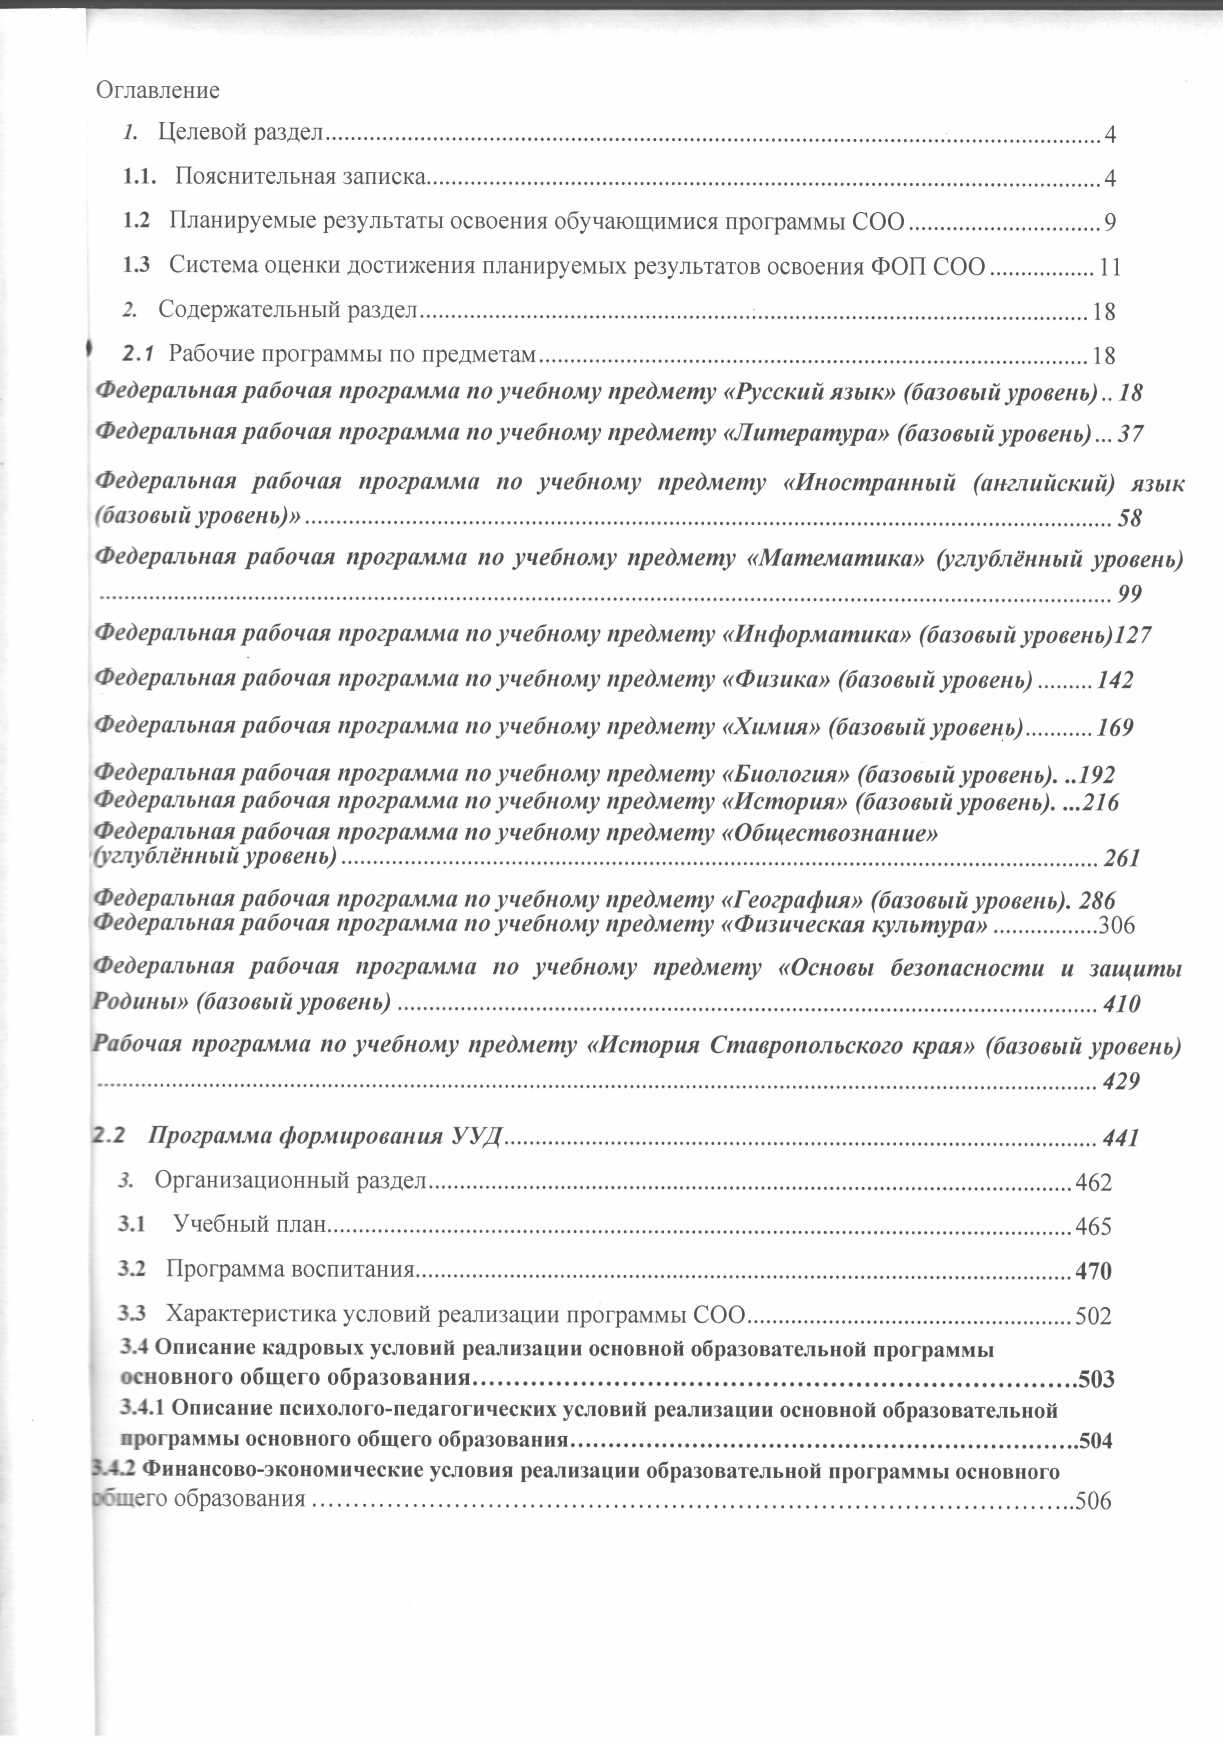 Оглавление
1. Целевой раздел....................4
1.1. Пояснительная записка....................4
1.2 Планируемые результаты освоения обучающимися программы СОО....................9
1.3 Система оценки достижения планируемых результатов освоения ФОП СОО.................11
2. Содержательный раздел....................18
2.1 Рабочие программы по предметам....................18
Федеральная рабочая программа по учебному предмету «Русский язык» (базовый уровень).. 18
Федеральная рабочая программа по учебному предмету «Литература» (базовый уровень)... 37
Федеральная рабочая программа по учебному предмету «Иностранный (английский) язык
(базовый уровень)»....................58
Федеральная рабочая программа по учебному предмету «Математика» (углублённый уровень)
....................99
Федеральная рабочая программа по учебному предмету «Информатика» (базовый уровень)127
Федеральная рабочая программа по учебному предмету «Физика» (базовый уровень).........142
Федеральная рабочая программа по учебному предмету «Химия» (базовый уровень)...........169
Федеральная рабочая программа по учебному предмету «Биология» (базовый уровень). ..192
Федеральная рабочая программа по учебному предмету «История» (базовый уровень). ...216
Федеральная рабочая программа по учебному предмету «Обществознание»
(углублённый уровень)....................261
Федеральная рабочая программа по учебному предмету «География» (базовый уровень). 286
Федеральная рабочая программа по учебному предмету «Физическая культура» .................306
Федеральная рабочая программа по учебному предмету «Основы безопасности и защиты
Родины» (базовый уровень) ....................410
Рабочая программа по учебному предмету «История Ставропольского края» (базовый уровень)
....................429
2.2 Программа формирования УУД....................441
3. Организационный раздел....................462
3.1 Учебный план....................465
3.2 Программа воспитания....................470
3.3 Характеристика условий реализации программы СОО....................502
3.4 Описание кадровых условий реализации основной образовательной программы
основного общего образования....................503
3.4.1 Описание психолого-педагогических условий реализации основной образовательной
программы основного общего образования....................504
3.4.2 Финансово-экономические условия реализации образовательной программы основного
общего образования ....................506